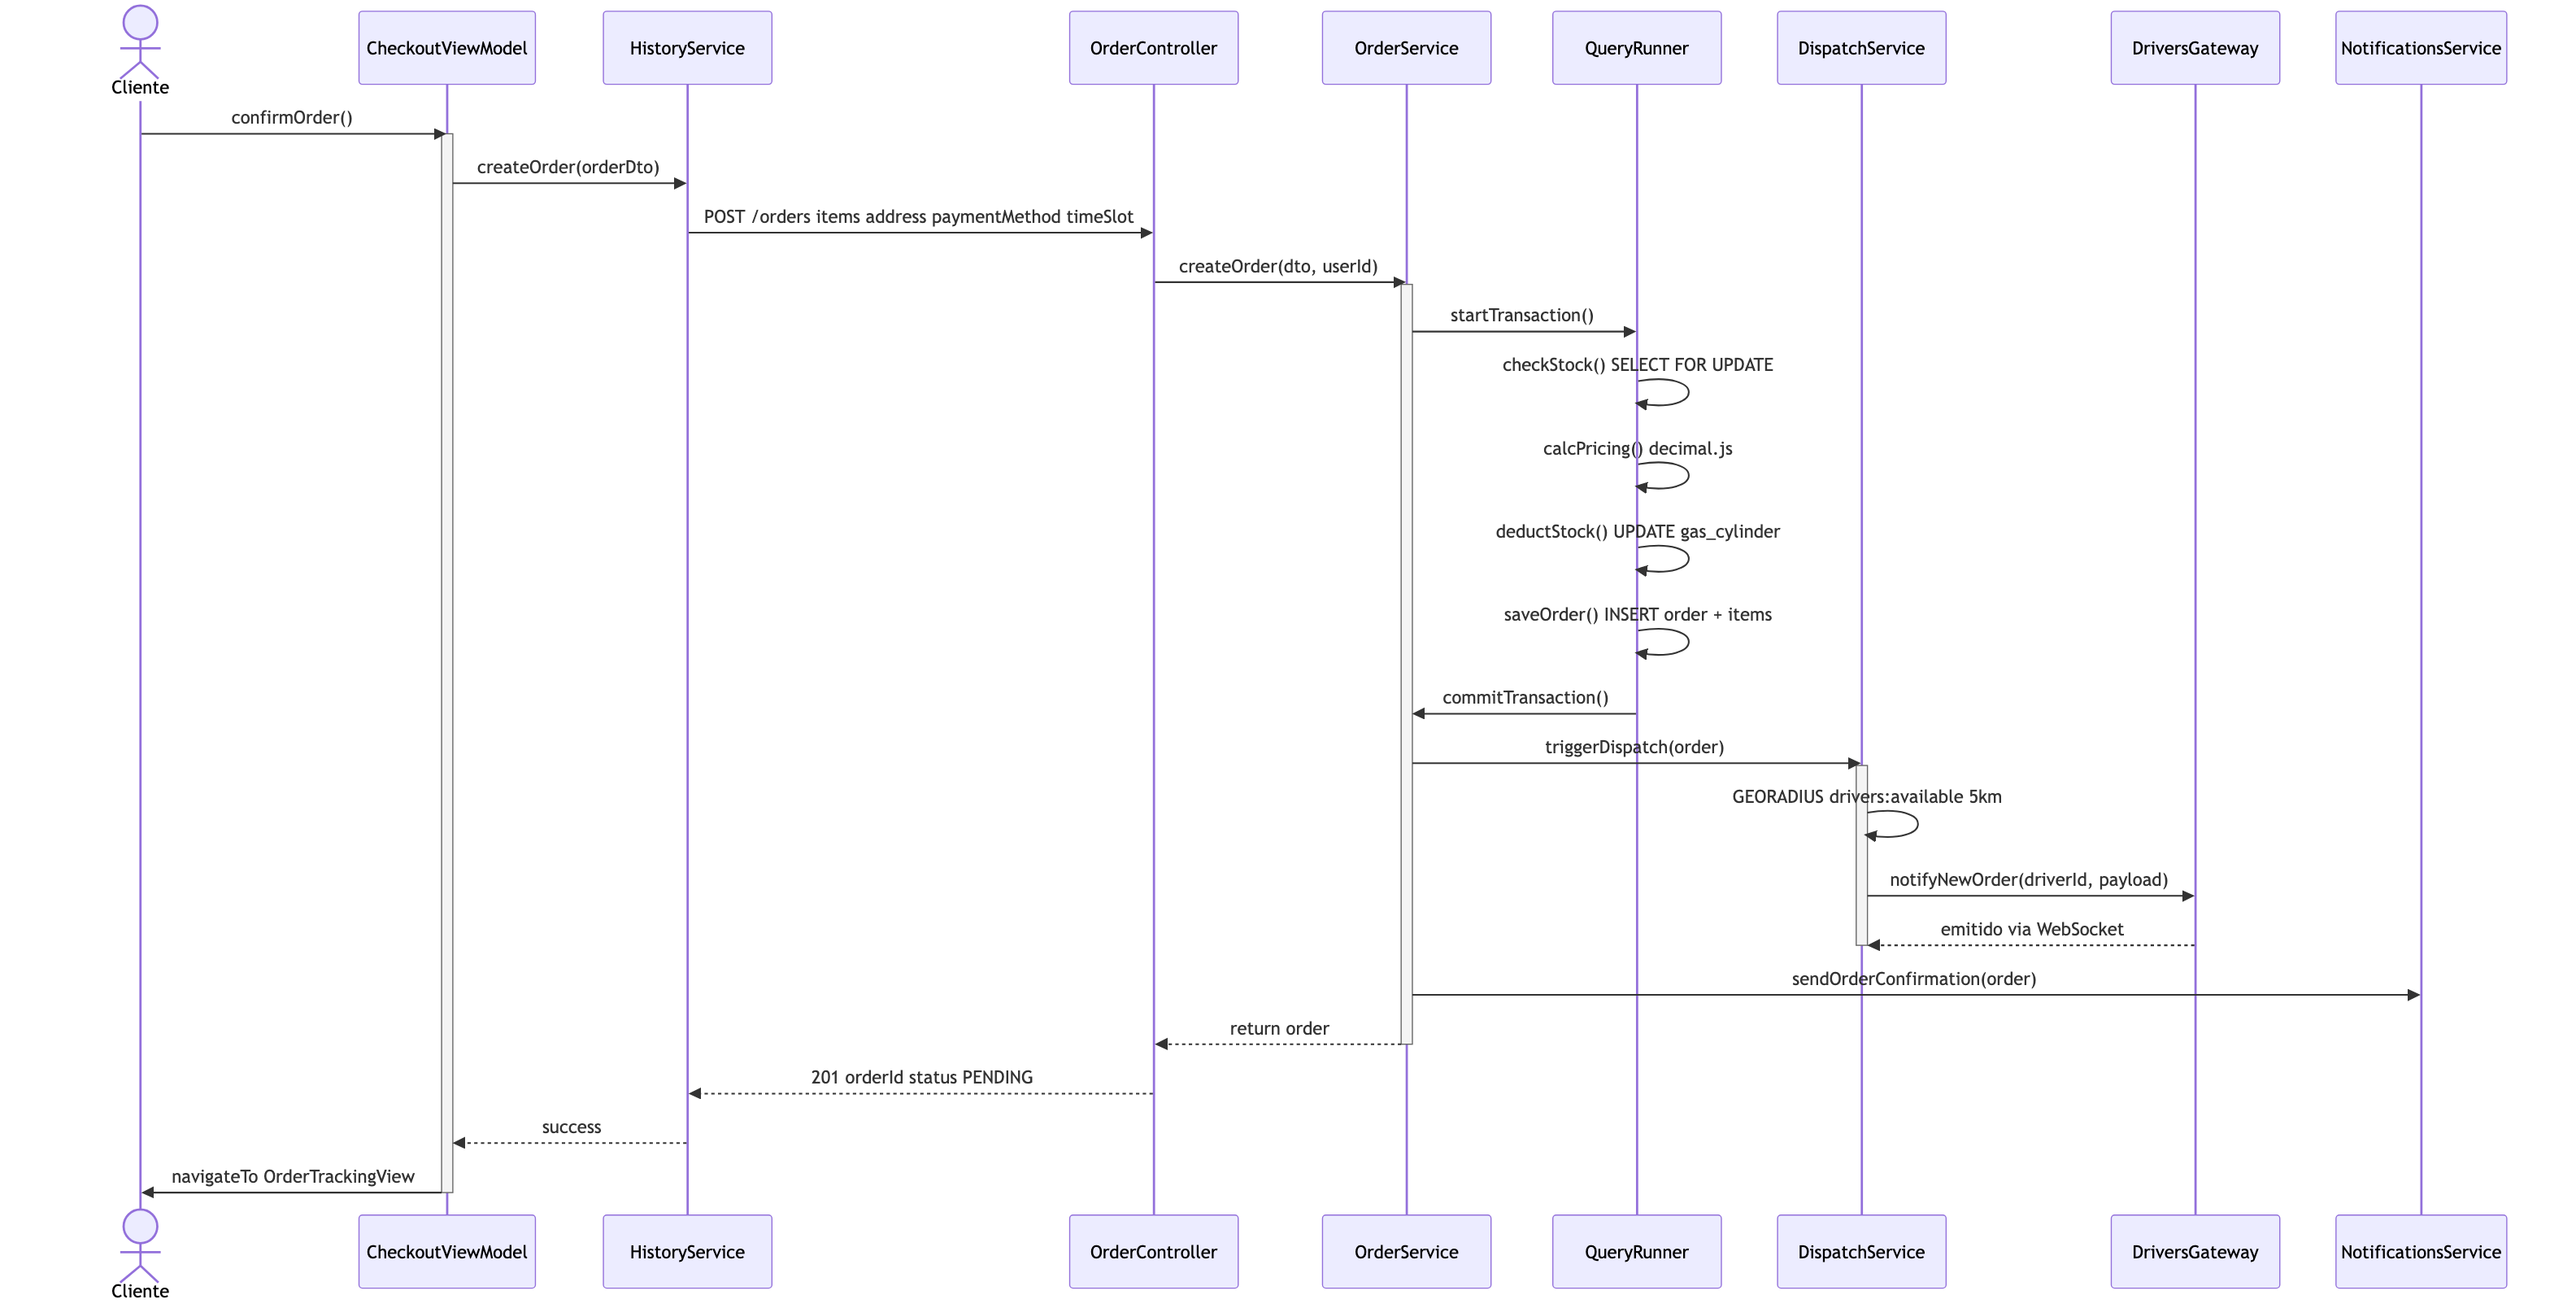 Cliente
CheckoutViewModel
HistoryService
OrderController
OrderService
QueryRunner
DispatchService
DriversGateway
NotificationsService
confirmOrder()
createOrder(orderDto)
POST /orders items address paymentMethod timeSlot
createOrder(dto, userId)
startTransaction()
checkStock() SELECT FOR UPDATE
calcPricing() decimal.js
deductStock() UPDATE gas_cylinder
saveOrder() INSERT order + items
commitTransaction()
triggerDispatch(order)
GEORADIUS drivers:available 5km
notifyNewOrder(driverId, payload)
emitido via WebSocket
sendOrderConfirmation(order)
return order
201 orderId status PENDING
success
navigateTo OrderTrackingView
Cliente
CheckoutViewModel
HistoryService
OrderController
OrderService
QueryRunner
DispatchService
DriversGateway
NotificationsService